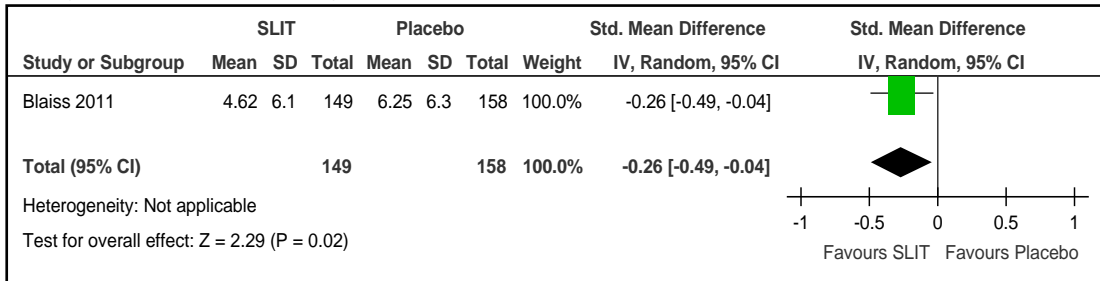 SLIT Placebo Std. Mean Difference Std. Mean Difference
Study or Subgroup Mean SD Total Mean SD Total Weight IV, Random, 95% CI IV, Random, 95% CI
Blaiss 2011 4.62 6.1 149 6.25 6.3 158 100.0% -0.26 [-0.49, -0.04]
Total (95% CI) 149 158 100.0% -0.26 [-0.49, -0.04]
Heterogeneity: Not applicable
Test for overall effect: Z = 2.29 (P = 0.02)
-1 -0.5 0 0.5 1
Favours SLIT Favours Placebo